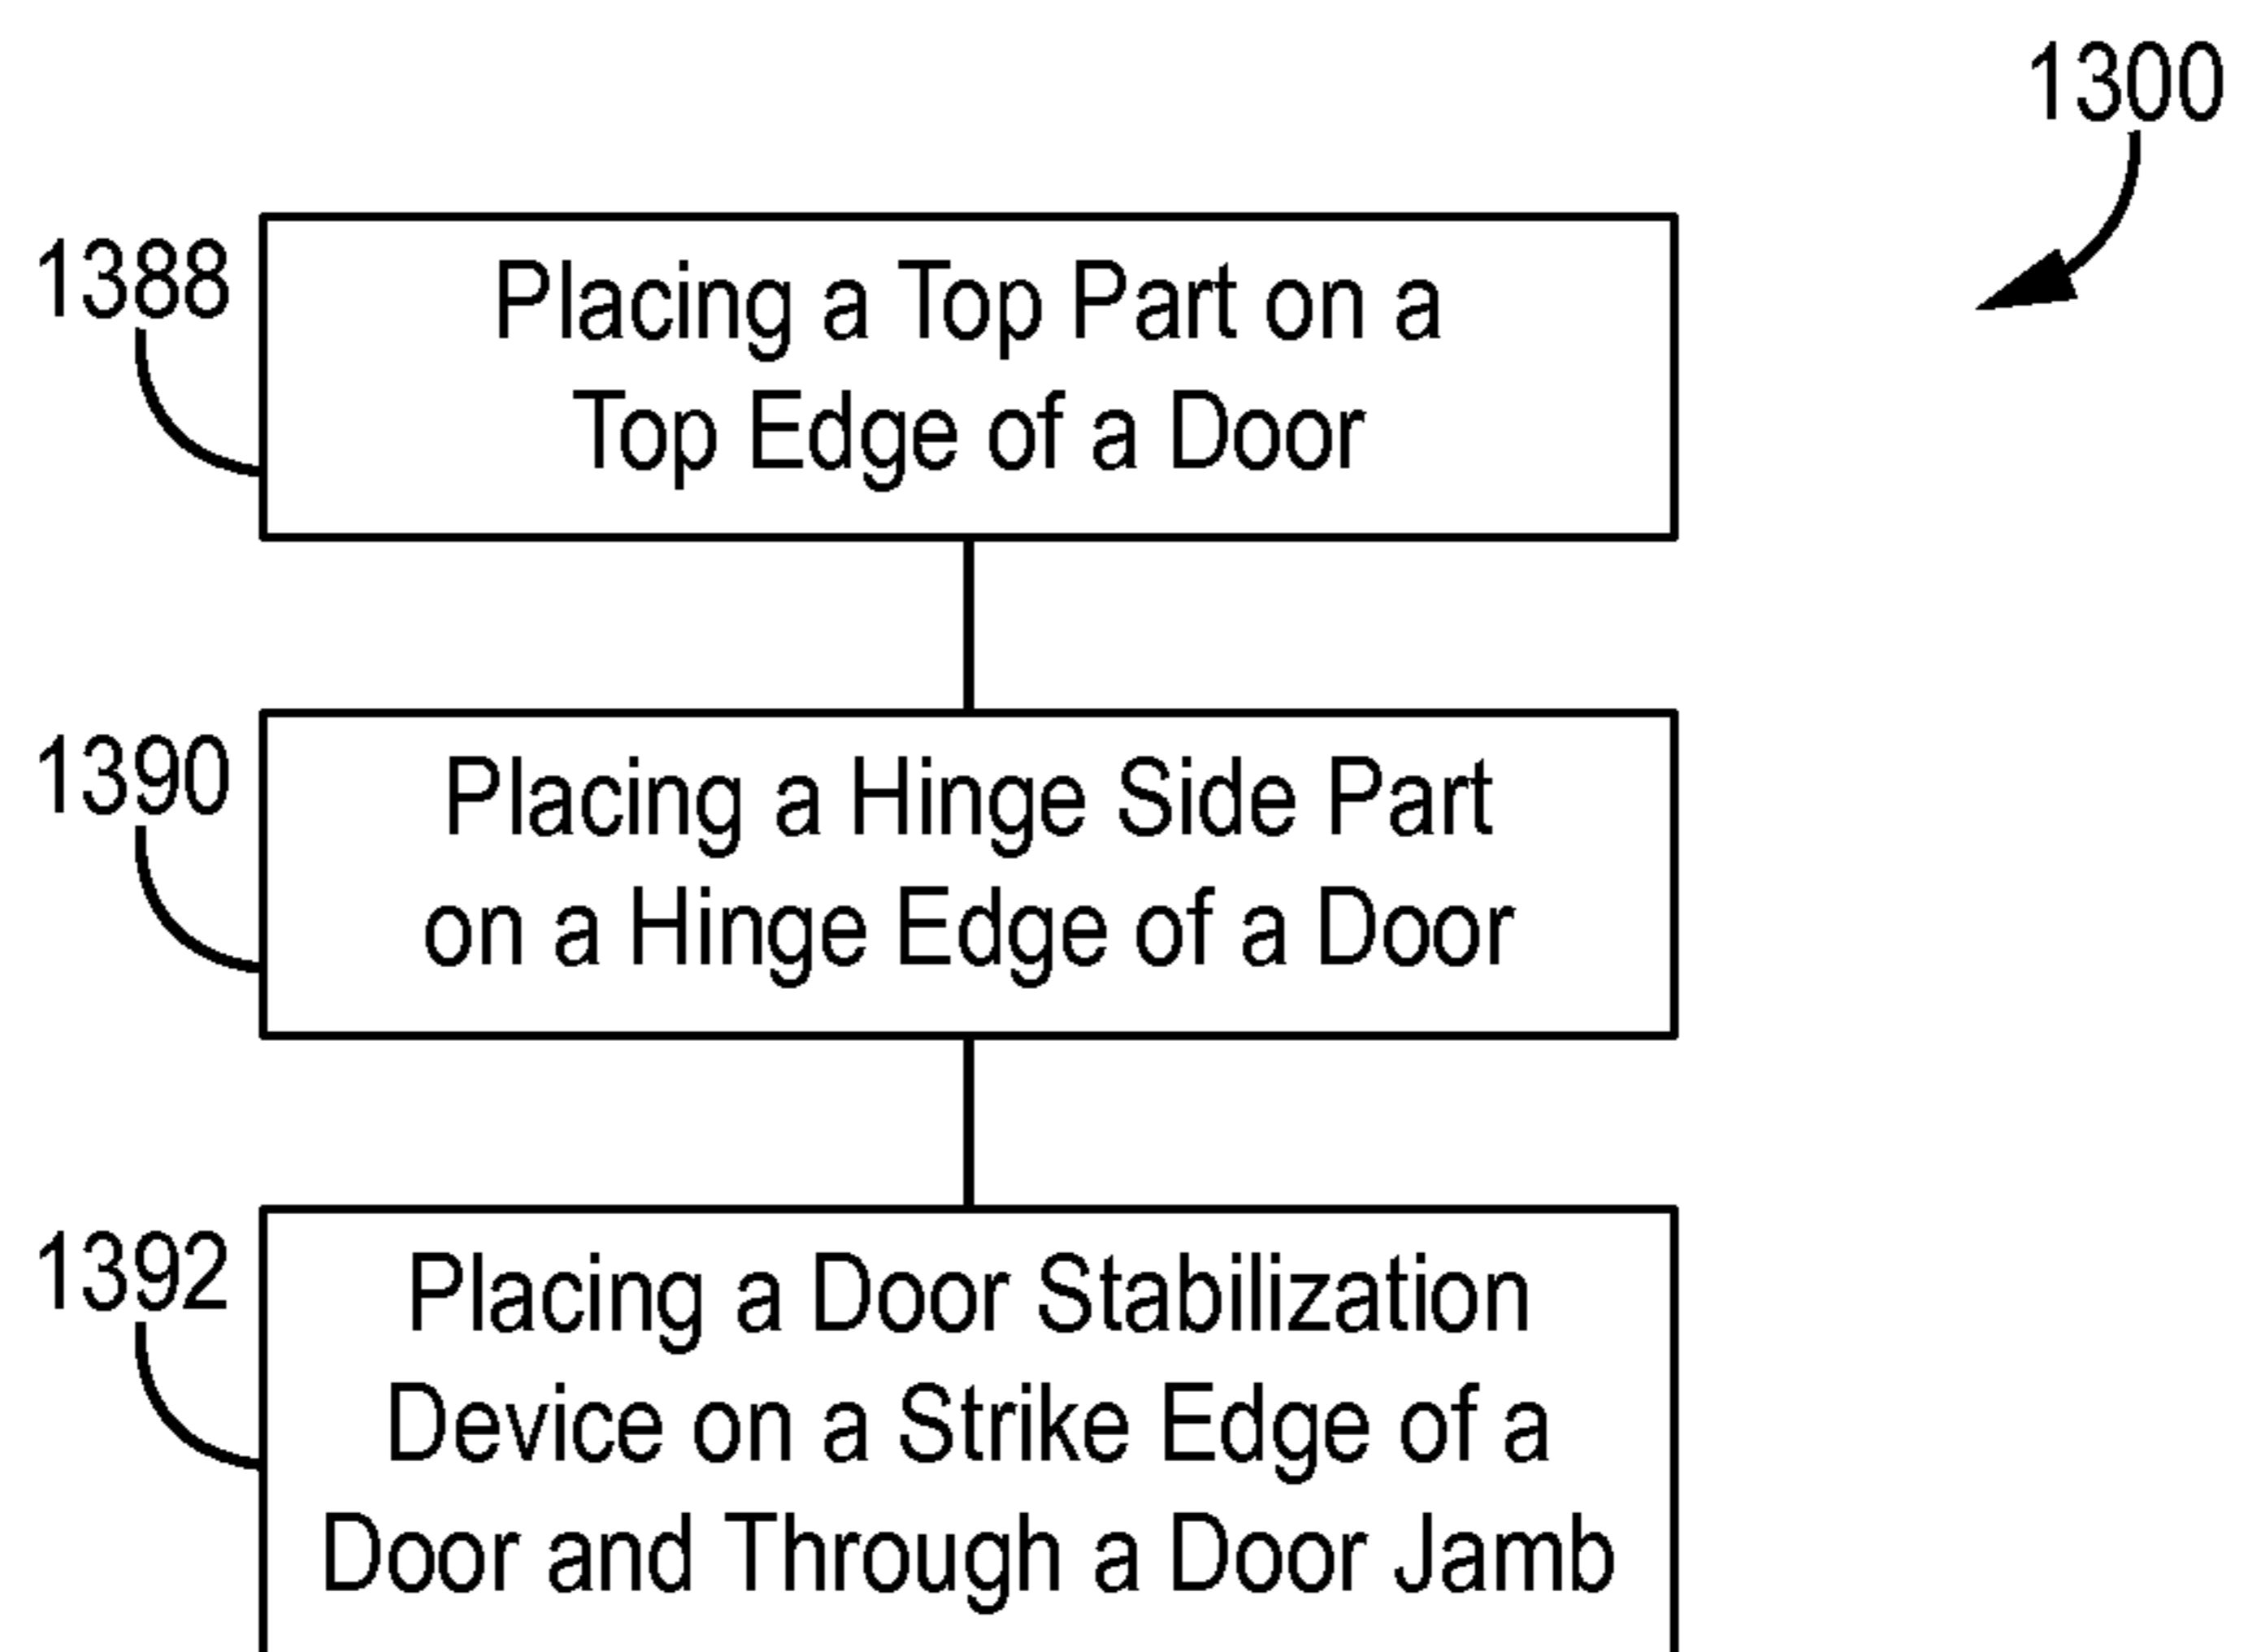 1300
1388
Placing a Top Part on a
Top Edge of a Door
1390
Placing a Hinge Side Part
on a Hinge Edge of a Door
1392
Placing a Door Stabilization
Device on a Strike Edge of a
Door and Through a Door Jamb